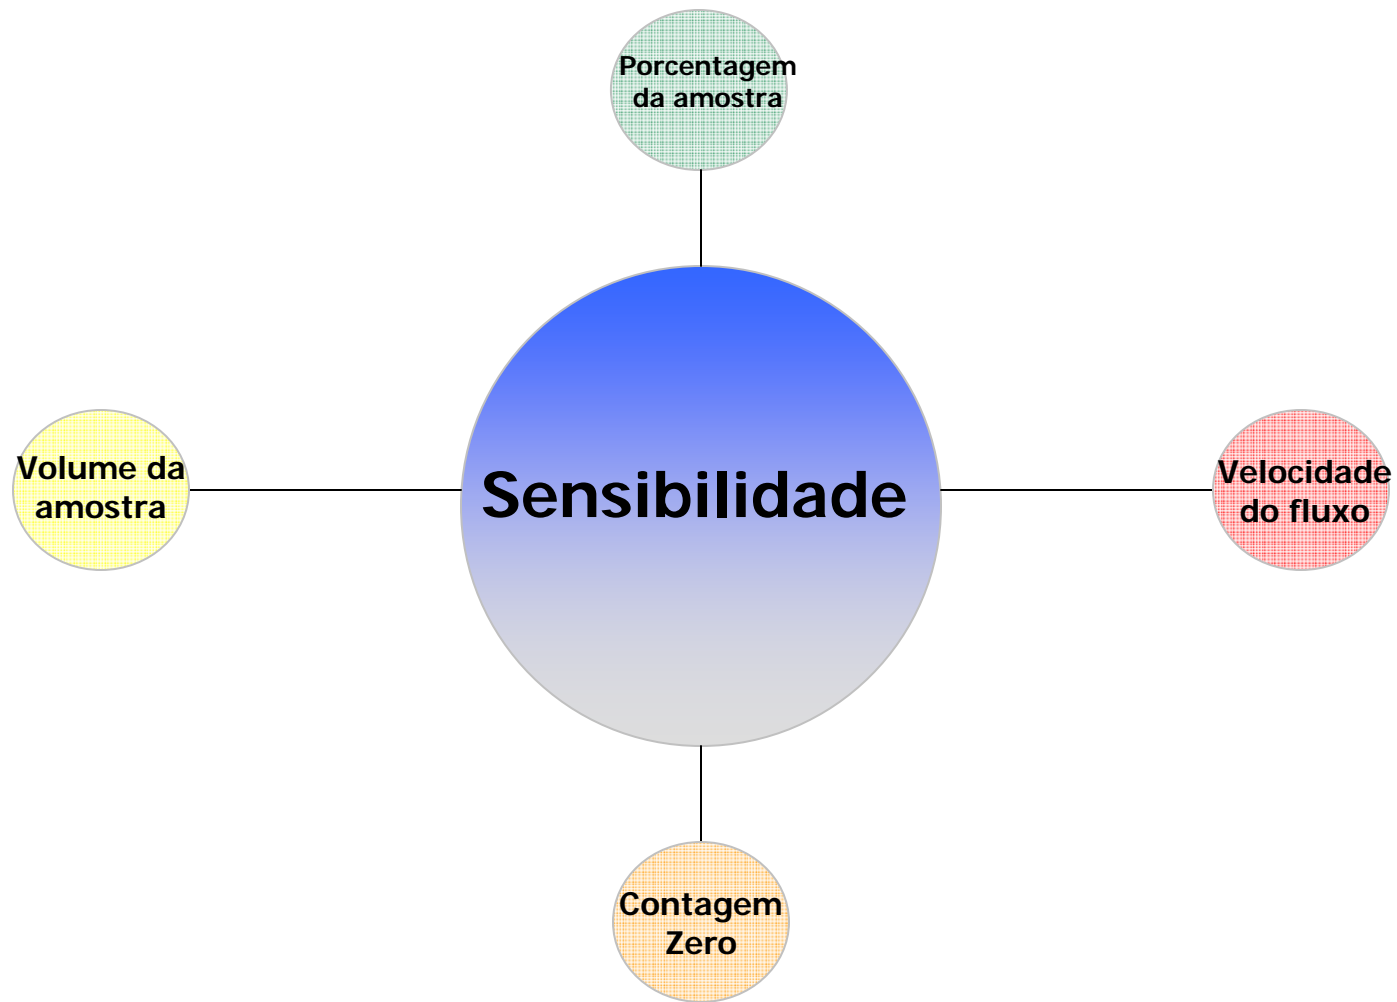 Porcentagem
da amostra
Volume da
amostra
Sensibilidade
Velocidade
do fluxo
Contagem
Zero